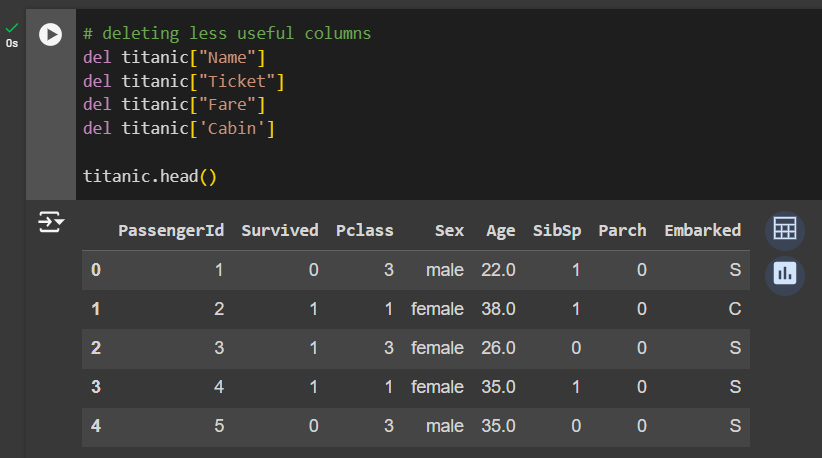 # deleting less useful columns
0s
del titanic["Name"]
del titanic["Ticket"]
del titanic["Fare"]
del titanic['Cabin']
titanic.head()
PassengerId Survived Pclass Sex Age SibSp Parch Embarked
0 1 0 3 male 22.0 1 0 S
1 2 1 1 female 38.0 1 0 C
2 3 1 3 female 26.0 0 0 S
3 4 1 1 female 35.0 1 0 S
4 5 0 3 male 35.0 0 0 S